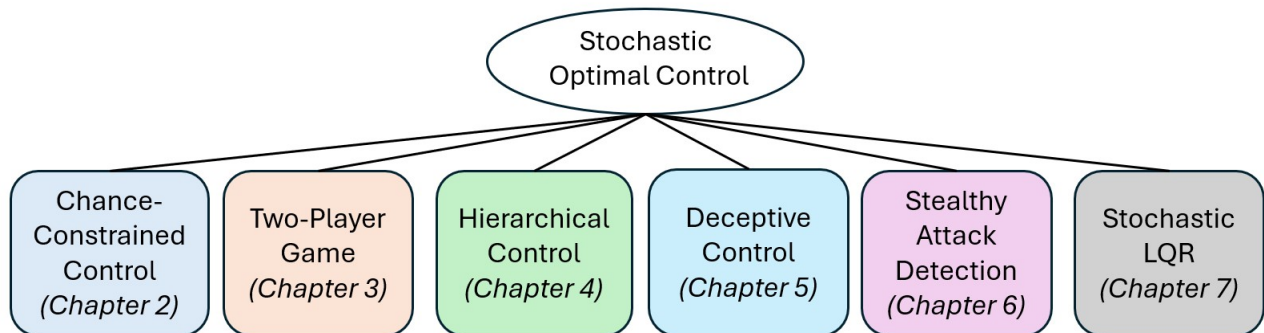 Stochastic
Optimal Control
Chance-
Constrained
Control
(Chapter 2)
Two-Player
Game
(Chapter 3)
Hierarchical
Control
(Chapter 4)
Deceptive
Control
(Chapter 5)
Stealthy
Attack
Detection
(Chapter 6)
Stochastic
LQR
(Chapter 7)